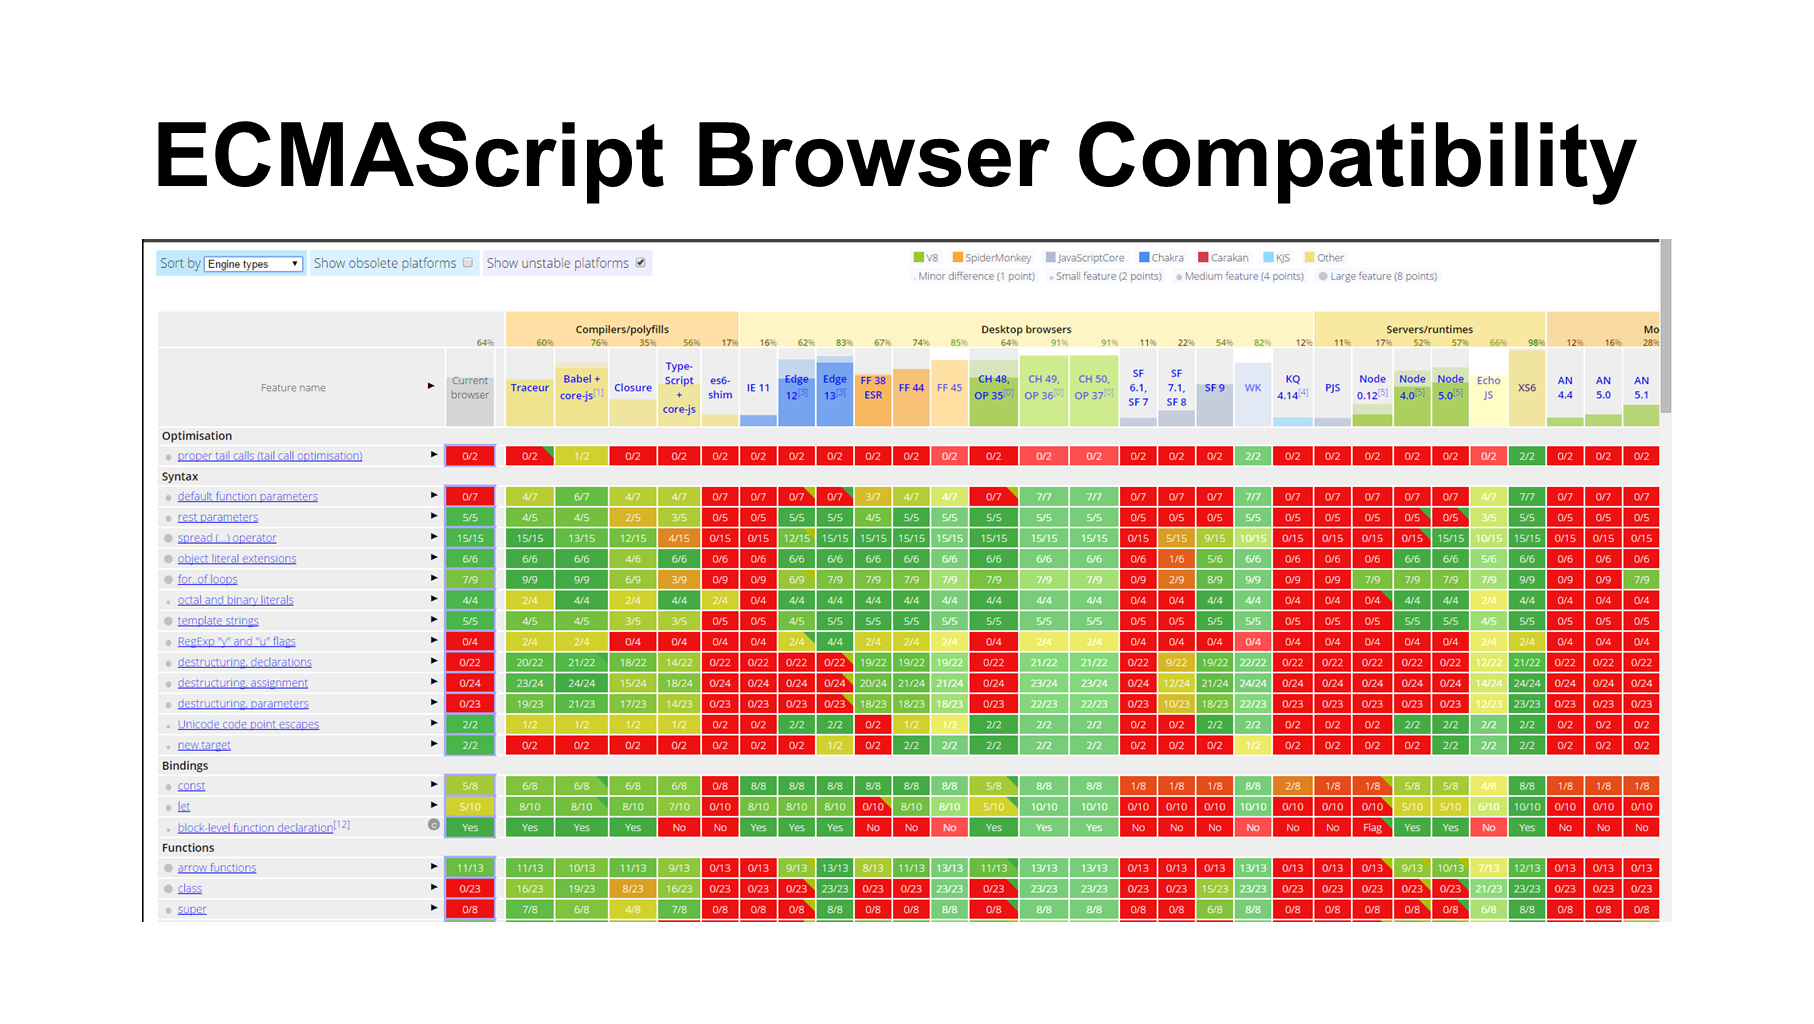 ECMAScript Browser Compatibility
Sort by Engine types Show obsolete platforms Show unstable platforms
V8 SpiderMonkey JavaScriptCore Chakra Carakan KJS Other
Minor difference (1 point) Small feature (2 points) Medium feature (4 points) Large feature (8 points)
Compilers/polyfills Desktop browsers Servers/runtimes Mo
64% 60% 76% 35% 56% 17% 16% 62% 83% 67% 74% 85% 64% 91% 91% 11% 22% 54% 82% 12% 11% 17% 52% 57% 66% 98% 12% 16% 28%
Feature name Current browser Traceur Babel + core-js[1] Closure Type-Script + core-js es6-shim IE 11 Edge 12[3] Edge 13[3] FF 38 ESR FF 44 FF 45 CH 48, OP 35[0] CH 49, OP 36[0] CH 50, OP 37[0] SF 6.1, SF 7 SF 7.1, SF 8 SF 9 WK KQ 4.14[4] PJS Node 0.12[5] Node 4.0[5] Node 5.0[5] Echo JS XS6 AN 4.4 AN 5.0 AN 5.1
Optimisation
proper tail calls (tail call optimisation) 0/2 0/2 1/2 0/2 0/2 0/2 0/2 0/2 0/2 0/2 0/2 0/2 0/2 0/2 0/2 0/2 0/2 0/2 2/2 0/2 0/2 0/2 0/2 0/2 0/2 2/2 0/2 0/2 0/2
Syntax
default function parameters 0/7 4/7 6/7 4/7 4/7 0/7 0/7 0/7 0/7 3/7 4/7 4/7 0/7 7/7 7/7 0/7 0/7 0/7 7/7 0/7 0/7 0/7 0/7 0/7 4/7 7/7 0/7 0/7 0/7
rest parameters 5/5 4/5 4/5 2/5 3/5 0/5 0/5 5/5 5/5 4/5 5/5 5/5 5/5 5/5 5/5 0/5 0/5 0/5 5/5 0/5 0/5 0/5 0/5 0/5 3/5 5/5 0/5 0/5 0/5
spread (...) operator 15/15 15/15 13/15 12/15 4/15 0/15 0/15 12/15 15/15 15/15 15/15 15/15 15/15 15/15 15/15 0/15 5/15 9/15 10/15 0/15 0/15 0/15 0/15 15/15 10/15 15/15 0/15 0/15 0/15
object literal extensions 6/6 6/6 6/6 4/6 6/6 0/6 0/6 6/6 6/6 6/6 6/6 6/6 6/6 6/6 6/6 0/6 1/6 5/6 6/6 0/6 0/6 0/6 6/6 6/6 5/6 6/6 0/6 0/6 0/6
for..of loops 7/9 9/9 9/9 6/9 3/9 0/9 0/9 6/9 7/9 7/9 7/9 7/9 7/9 9/9 7/9 0/9 2/9 8/9 9/9 0/9 0/9 7/9 7/9 7/9 7/9 9/9 0/9 0/9 7/9
octal and binary literals 4/4 2/4 4/4 2/4 4/4 2/4 0/4 4/4 4/4 4/4 4/4 4/4 4/4 4/4 4/4 0/4 0/4 4/4 4/4 0/4 0/4 0/4 4/4 4/4 2/4 4/4 0/4 0/4 0/4
template strings 5/5 4/5 4/5 3/5 3/5 0/5 0/5 4/5 5/5 5/5 5/5 5/5 5/5 5/5 5/5 0/5 0/5 5/5 5/5 0/5 0/5 0/5 5/5 5/5 4/5 5/5 0/5 0/5 0/5
RegExp "y" and "u" flags 0/4 2/4 2/4 0/4 0/4 0/4 0/4 2/4 4/4 2/4 2/4 2/4 0/4 2/4 2/4 0/4 0/4 0/4 0/4 0/4 0/4 0/4 0/4 0/4 2/4 2/4 0/4 0/4 0/4
destructuring, declarations 0/22 20/22 21/22 18/22 14/22 0/22 0/22 0/22 0/22 19/22 19/22 19/22 0/22 21/22 21/22 0/22 9/22 19/22 22/22 0/22 0/22 0/22 0/22 0/22 12/22 21/22 0/22 0/22 0/22
destructuring, assignment 0/24 23/24 24/24 15/24 18/24 0/24 0/24 0/24 0/24 20/24 21/24 21/24 0/24 23/24 23/24 0/24 12/24 21/24 24/24 0/24 0/24 0/24 0/24 0/24 14/24 24/24 0/24 0/24 0/24
destructuring, parameters 0/23 19/23 21/23 17/23 14/23 0/23 0/23 0/23 0/23 18/23 18/23 18/23 0/23 22/23 22/23 0/23 10/23 18/23 22/23 0/23 0/23 0/23 0/23 0/23 12/23 23/23 0/23 0/23 0/23
Unicode code point escapes 2/2 1/2 1/2 1/2 1/2 0/2 0/2 2/2 2/2 0/2 1/2 1/2 2/2 2/2 2/2 0/2 0/2 2/2 2/2 0/2 0/2 0/2 2/2 2/2 2/2 2/2 0/2 0/2 0/2
new.target 2/2 0/2 0/2 0/2 0/2 0/2 0/2 0/2 1/2 0/2 2/2 2/2 2/2 2/2 2/2 0/2 0/2 0/2 1/2 0/2 0/2 0/2 0/2 2/2 2/2 2/2 0/2 0/2 0/2
Bindings
const 5/8 6/8 6/8 6/8 6/8 0/8 8/8 8/8 8/8 8/8 8/8 8/8 5/8 8/8 8/8 1/8 1/8 1/8 8/8 2/8 1/8 1/8 5/8 5/8 4/8 8/8 1/8 1/8 1/8
let 5/10 8/10 8/10 8/10 7/10 0/10 8/10 8/10 8/10 0/10 8/10 8/10 5/10 10/10 10/10 0/10 0/10 0/10 10/10 0/10 0/10 0/10 5/10 5/10 6/10 10/10 0/10 0/10 0/10
block-level function declaration[12] c Yes Yes Yes Yes No No Yes Yes Yes No No No Yes Yes Yes No No No No No No Flag Yes Yes No Yes No No No
Functions
arrow functions 11/13 11/13 10/13 11/13 9/13 0/13 0/13 9/13 13/13 8/13 11/13 13/13 11/13 13/13 13/13 0/13 0/13 0/13 13/13 0/13 0/13 0/13 9/13 10/13 7/13 12/13 0/13 0/13 0/13
class 0/23 16/23 19/23 8/23 16/23 0/23 0/23 0/23 23/23 0/23 0/23 23/23 0/23 23/23 23/23 0/23 0/23 15/23 23/23 0/23 0/23 0/23 0/23 0/23 21/23 23/23 0/23 0/23 0/23
super 0/8 7/8 6/8 4/8 7/8 0/8 0/8 0/8 8/8 0/8 0/8 8/8 0/8 8/8 8/8 0/8 0/8 6/8 8/8 0/8 0/8 0/8 0/8 0/8 6/8 8/8 0/8 0/8 0/8